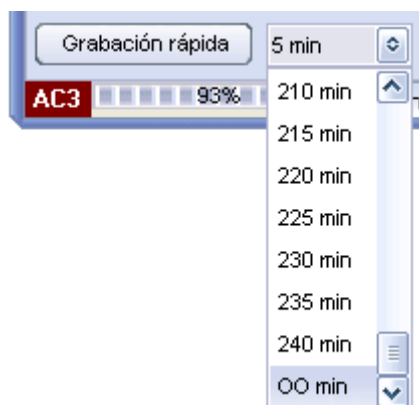 Grabación rápida
5 min
AC3
93%
210 min
215 min
220 min
225 min
230 min
235 min
240 min
OO min